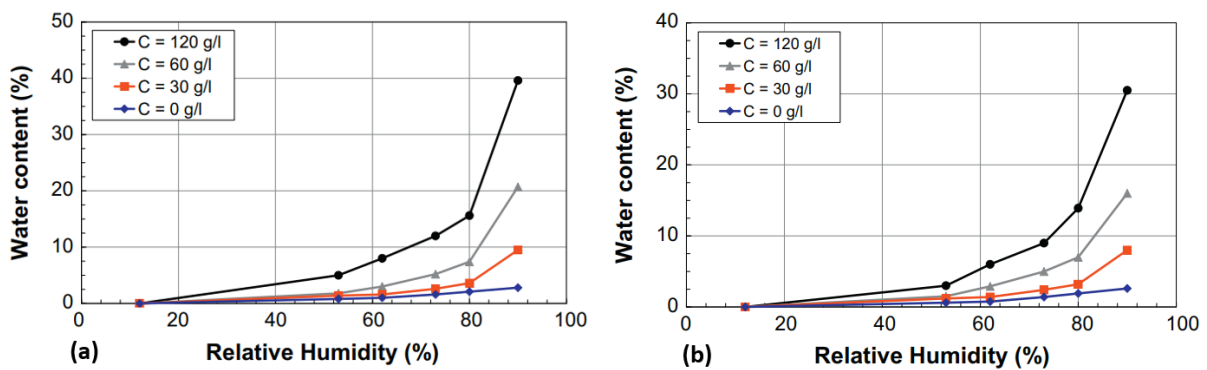 50
40
30
20
10
0
Water content (%)
C = 120 g/l
C = 60 g/l
C = 30 g/l
C = 0 g/l
0 20 40 60 80 100
(a) Relative Humidity (%)
40
30
20
10
0
Water content (%)
C = 120 g/l
C = 60 g/l
C = 30 g/l
C = 0 g/l
0 20 40 60 80 100
(b) Relative Humidity (%)